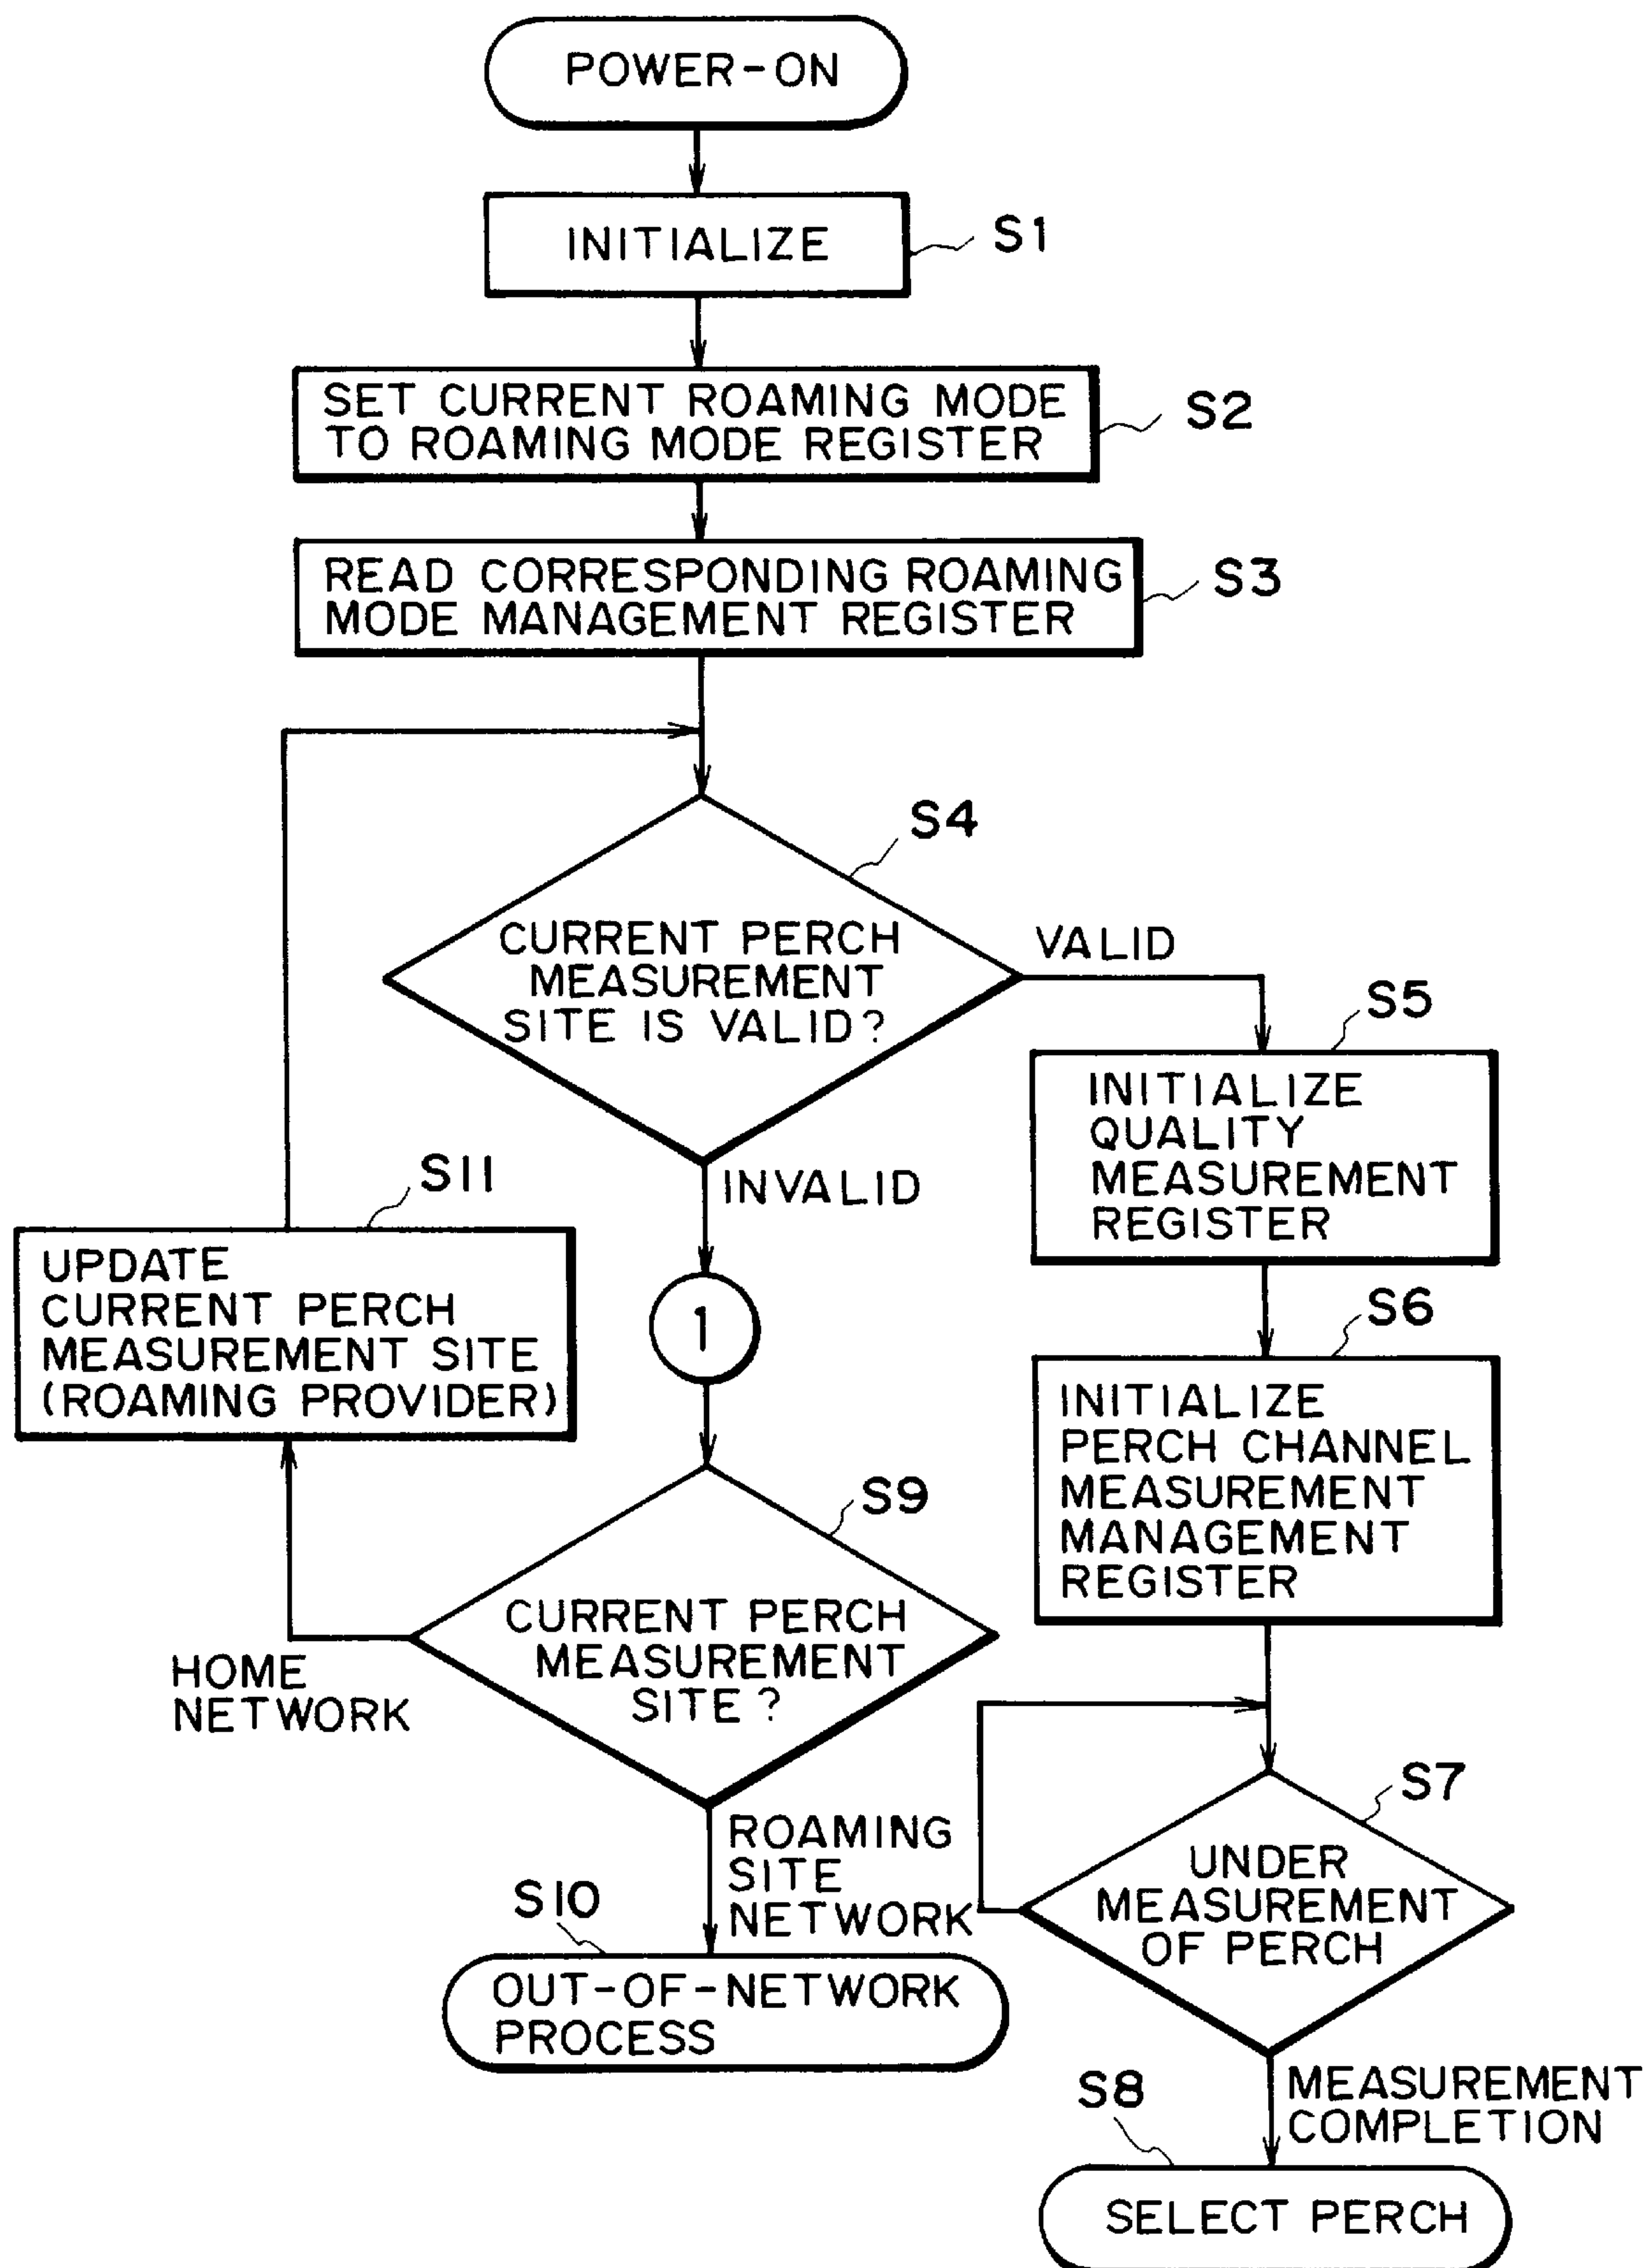 POWER-ON
INITIALIZE
S1
SET CURRENT ROAMING MODE
TO ROAMING MODE REGISTER
S2
READ CORRESPONDING ROAMING
MODE MANAGEMENT REGISTER
S3
S4
CURRENT PERCH
MEASUREMENT
SITE IS VALID?
VALID
INVALID
S5
INITIALIZE
QUALITY
MEASUREMENT
REGISTER
S11
UPDATE
CURRENT PERCH
MEASUREMENT SITE
(ROAMING PROVIDER)
1
S6
INITIALIZE
PERCH CHANNEL
MEASUREMENT
MANAGEMENT
REGISTER
S9
CURRENT PERCH
MEASUREMENT
SITE?
HOME
NETWORK
ROAMING
SITE
NETWORK
S7
UNDER
MEASUREMENT
OF PERCH
S10
OUT-OF-NETWORK
PROCESS
MEASUREMENT
COMPLETION
S8
SELECT PERCH